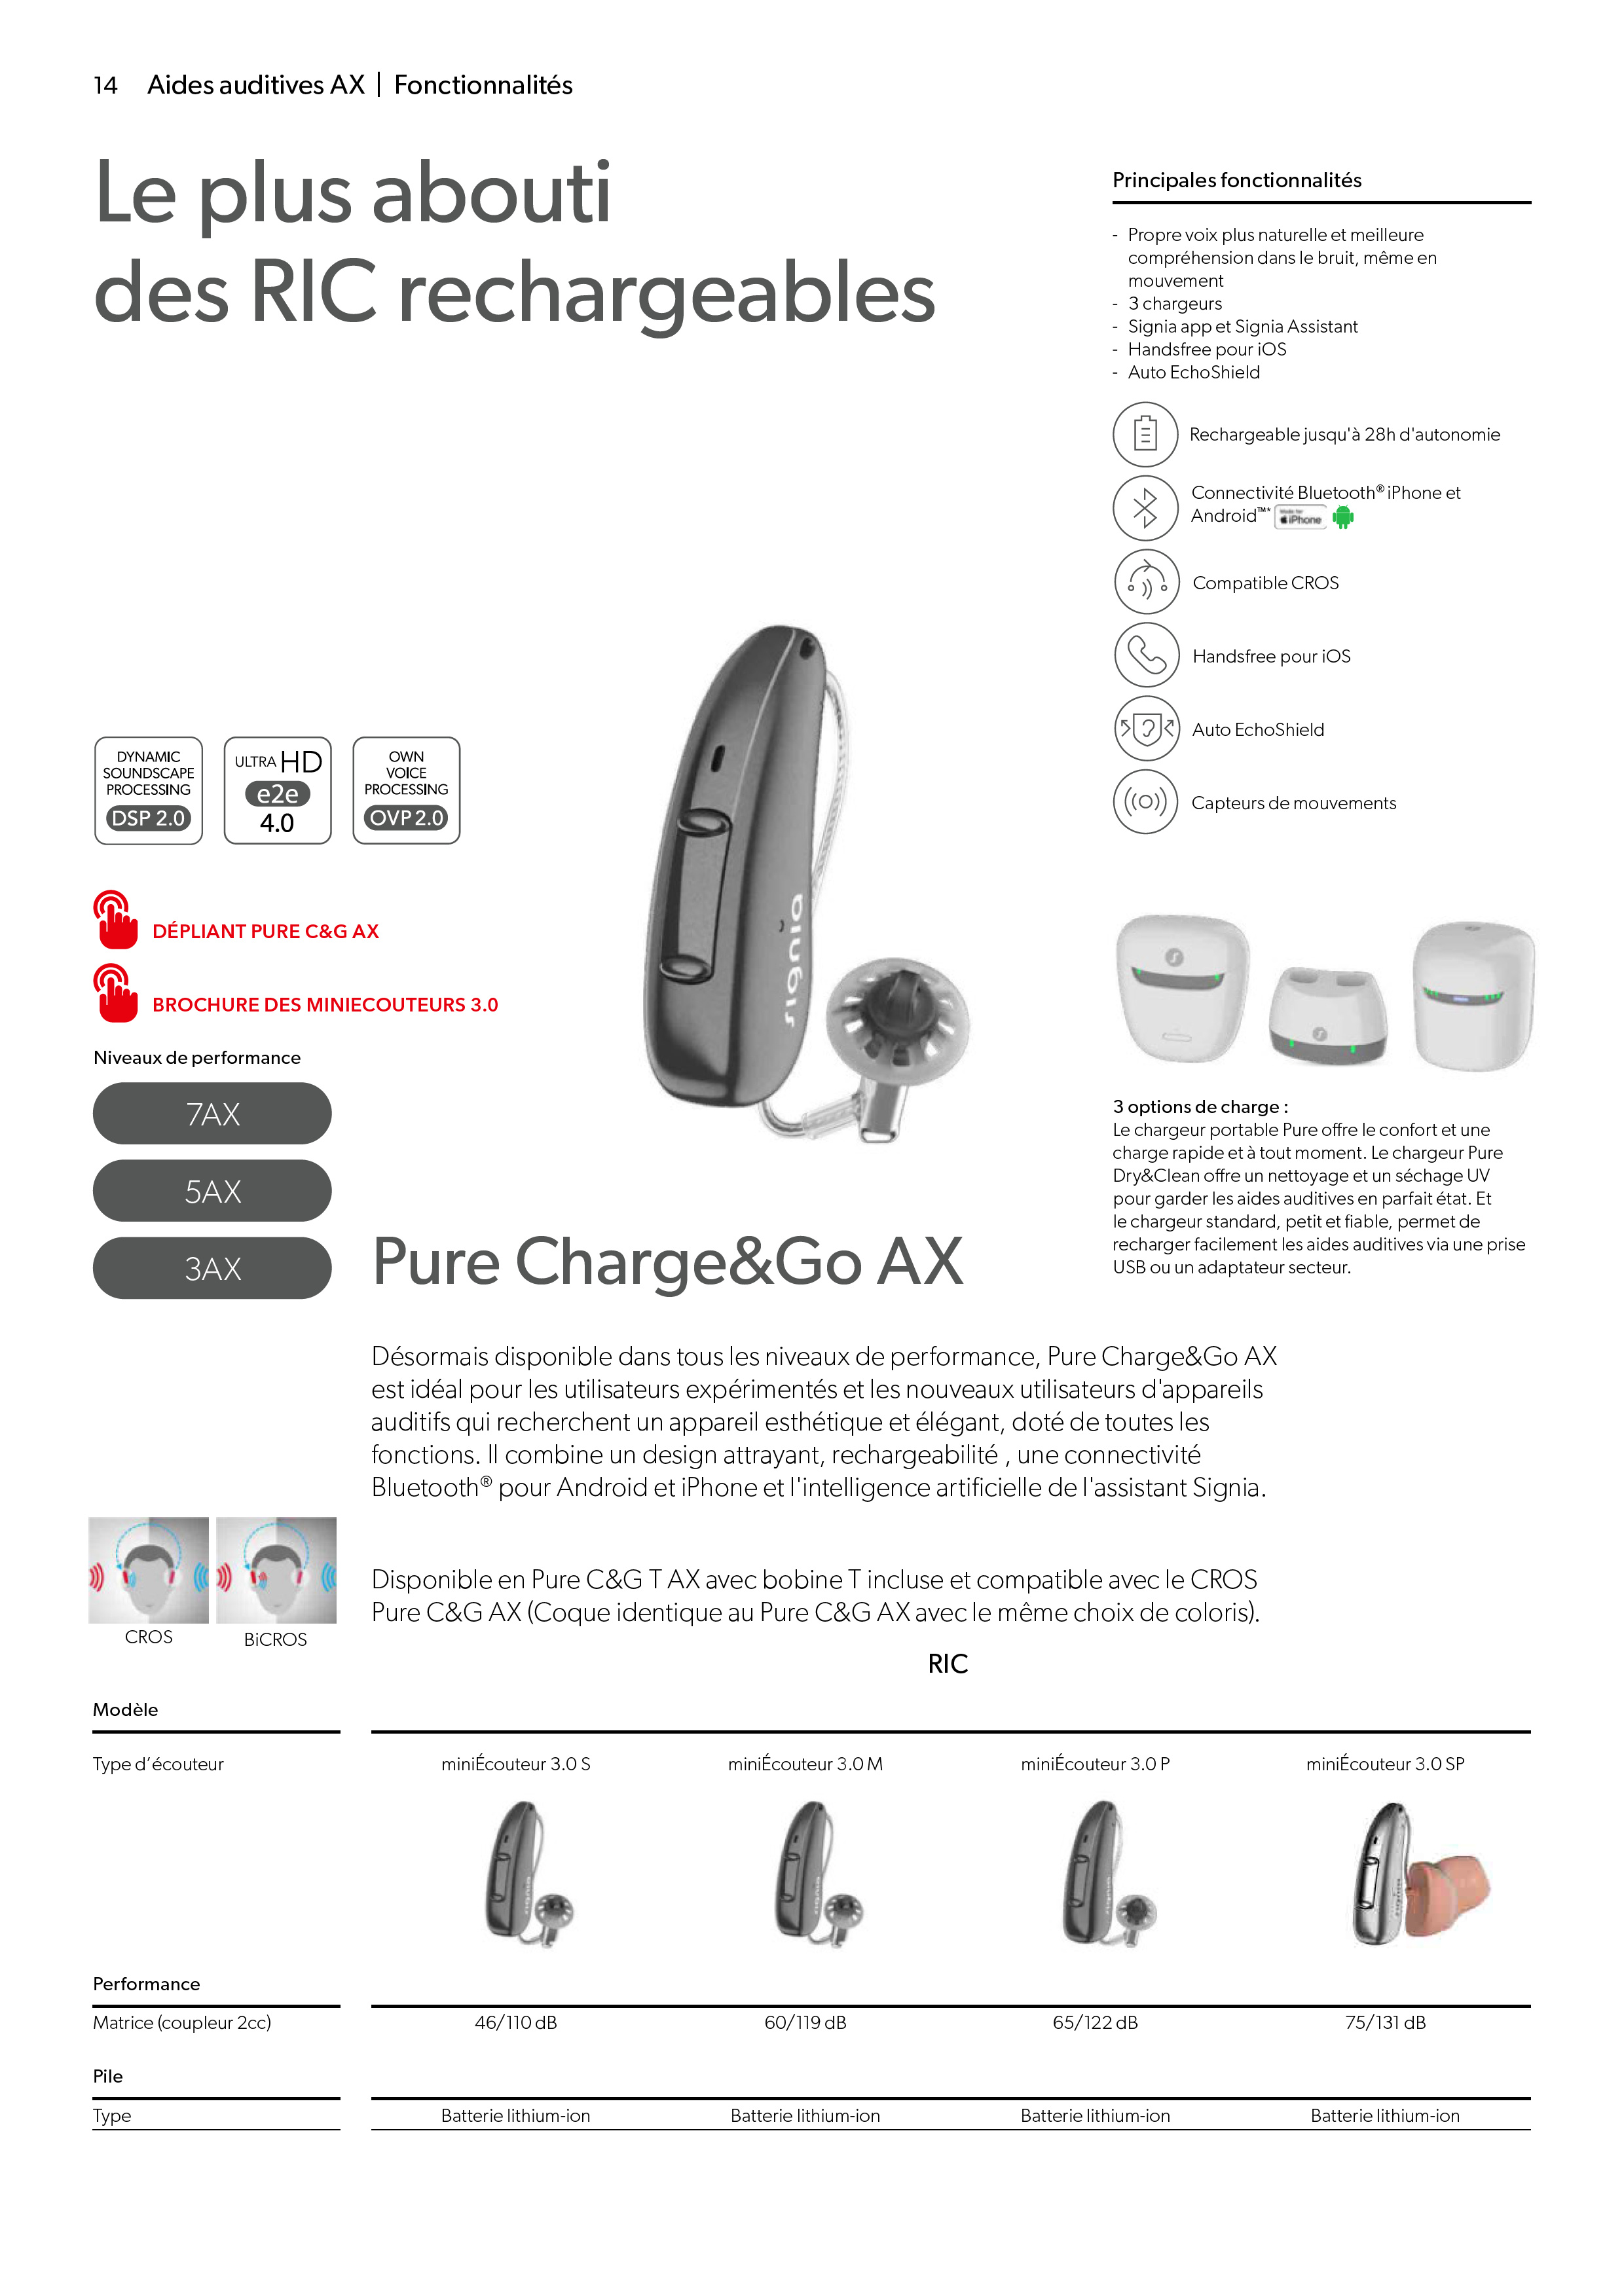 14 Aides auditives AX | Fonctionnalités
Le plus abouti
des RIC rechargeables
Principales fonctionnalités
- Propre voix plus naturelle et meilleure
compréhension dans le bruit, même en
mouvement
- 3 chargeurs
- Signia app et Signia Assistant
- Handsfree pour iOS
- Auto EchoShield
Rechargeable jusqu'à 28h d'autonomie
Connectivité Bluetooth® iPhone et
Android™*
Made for
iPhone
Compatible CROS
Handsfree pour iOS
Auto EchoShield
Capteurs de mouvements
DYNAMIC
SOUNDSCAPE
PROCESSING
DSP 2.0
ULTRA HD
e2e
4.0
OWN
VOICE
PROCESSING
OVP 2.0
signia
DÉPLIANT PURE C&G AX
BROCHURE DES MINIECOUTEURS 3.0
Niveaux de performance
7AX
5AX
3AX
3 options de charge :
Le chargeur portable Pure offre le confort et une
charge rapide et à tout moment. Le chargeur Pure
Dry&Clean offre un nettoyage et un séchage UV
pour garder les aides auditives en parfait état. Et
le chargeur standard, petit et fiable, permet de
recharger facilement les aides auditives via une prise
USB ou un adaptateur secteur.
Pure Charge&Go AX
Désormais disponible dans tous les niveaux de performance, Pure Charge&Go AX
est idéal pour les utilisateurs expérimentés et les nouveaux utilisateurs d'appareils
auditifs qui recherchent un appareil esthétique et élégant, doté de toutes les
fonctions. Il combine un design attrayant, rechargeabilité , une connectivité
Bluetooth® pour Android et iPhone et l'intelligence artificielle de l'assistant Signia.
Disponible en Pure C&G T AX avec bobine T incluse et compatible avec le CROS
Pure C&G AX (Coque identique au Pure C&G AX avec le même choix de coloris).
CROS BiCROS
RIC
Modèle
Type d’écouteur miniÉcouteur 3.0 S miniÉcouteur 3.0 M miniÉcouteur 3.0 P miniÉcouteur 3.0 SP
signia signia signia signia
Performance
Matrice (coupleur 2cc) 46/110 dB 60/119 dB 65/122 dB 75/131 dB
Pile
Type Batterie lithium-ion Batterie lithium-ion Batterie lithium-ion Batterie lithium-ion